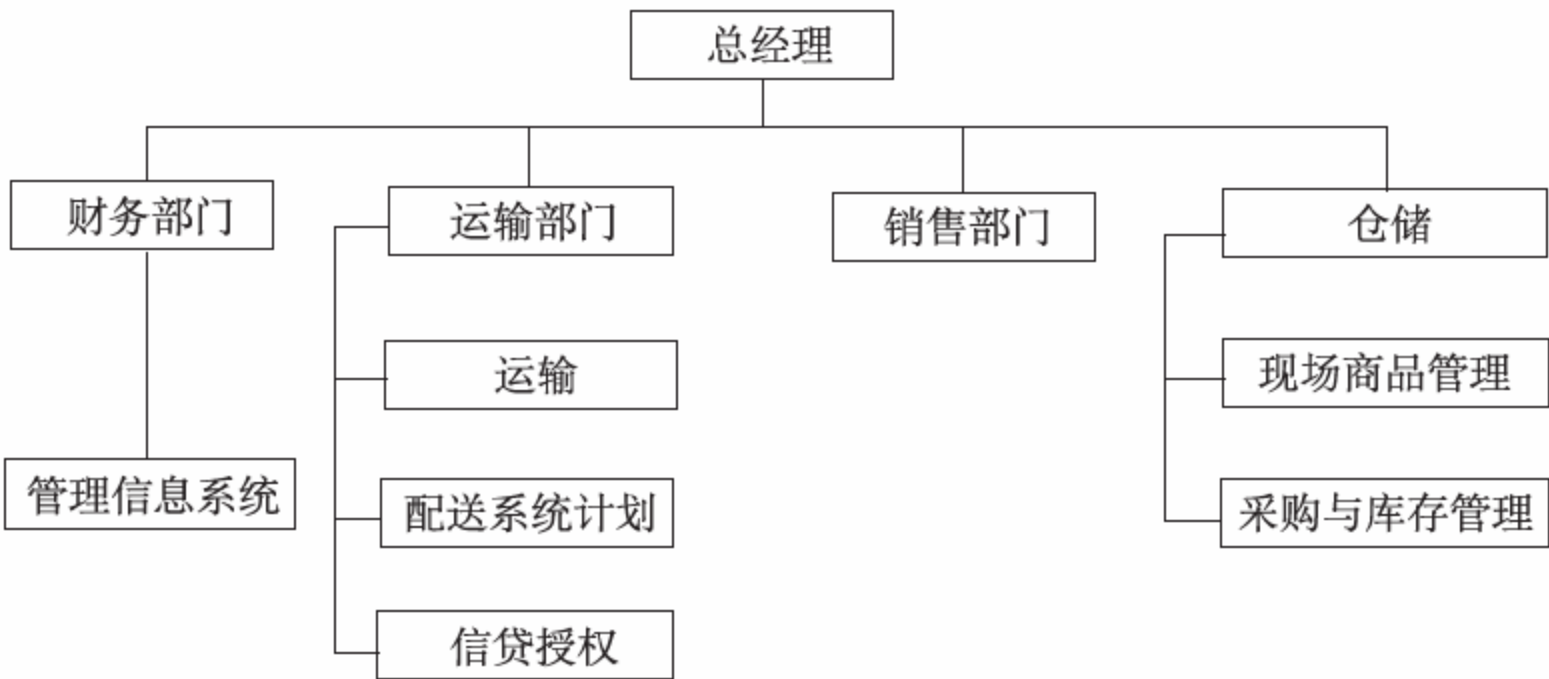 总经理
财务部门
运输部门
销售部门
仓储
运输
现场商品管理
管理信息系统
配送系统计划
采购与库存管理
信贷授权